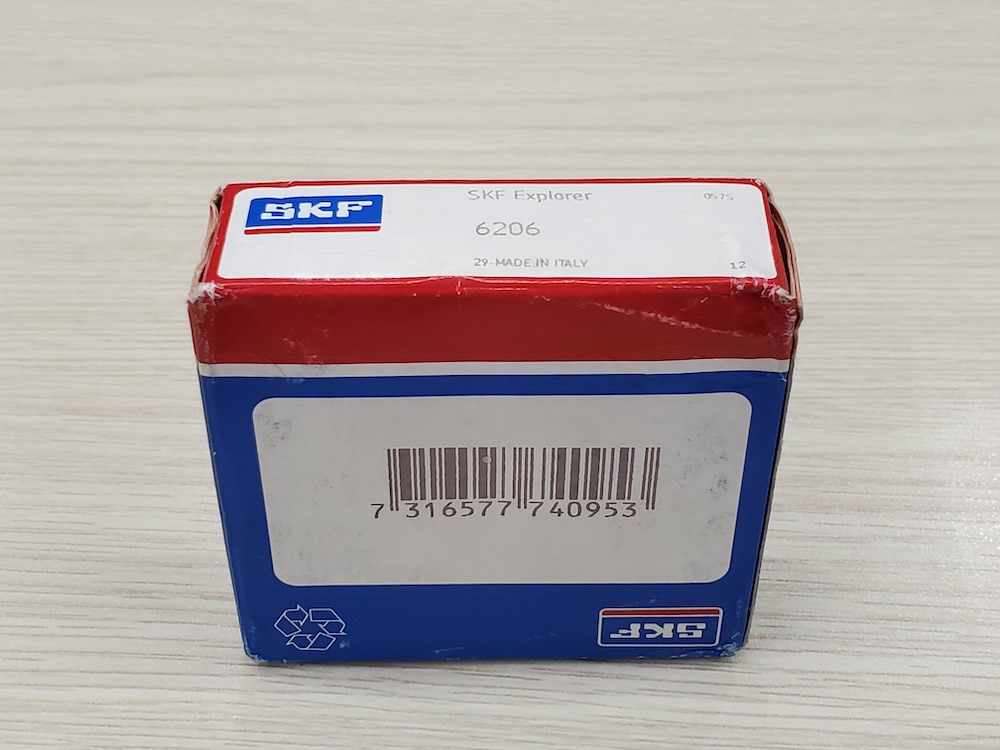 SKF
SKF Explorer
057S
6206
29-MADE IN ITALY
12
7 316577 740953
SKF